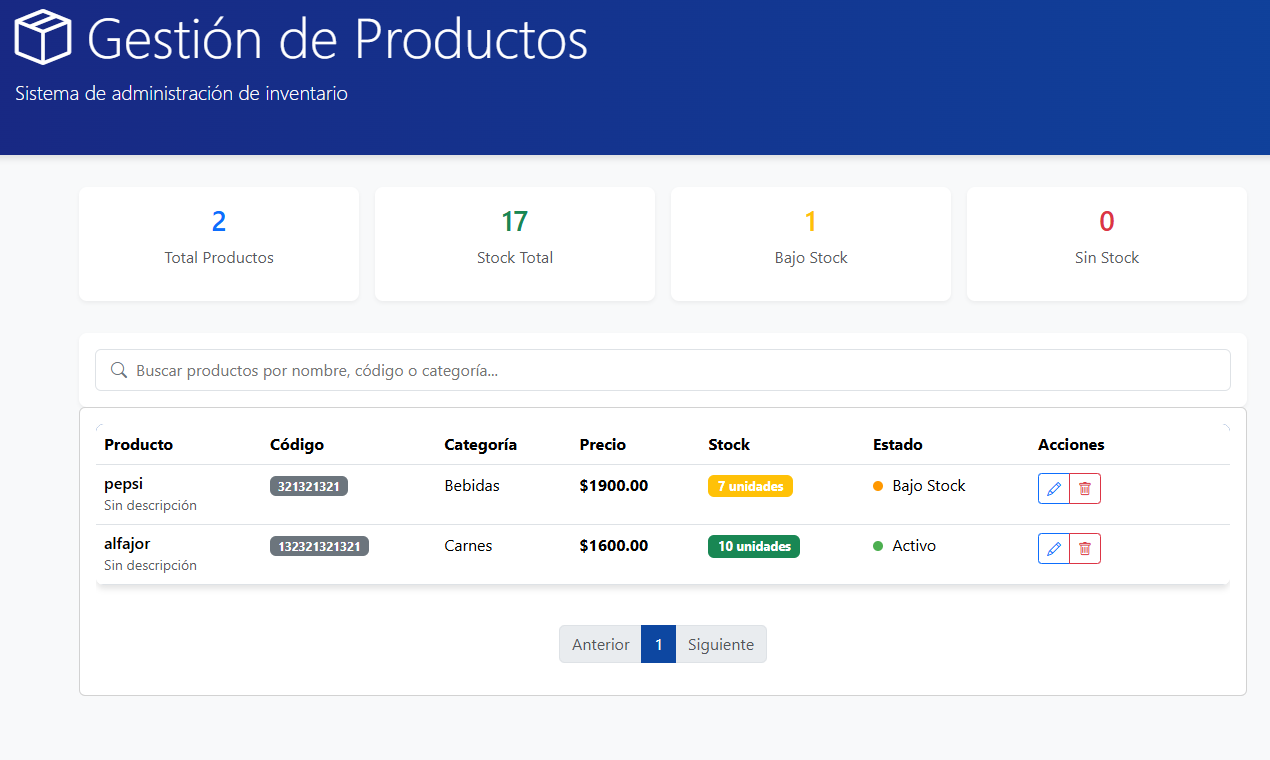 Gestión de Productos
Sistema de administración de inventario
2 17 1 0
Total Productos Stock Total Bajo Stock Sin Stock
Buscar productos por nombre, código o categoría...
Producto Código Categoría Precio Stock Estado Acciones
pepsi 321321321 Bebidas $1900.00 7 unidades Bajo Stock
Sin descripción
alfajor 132321321321 Carnes $1600.00 10 unidades Activo
Sin descripción
Anterior 1 Siguiente